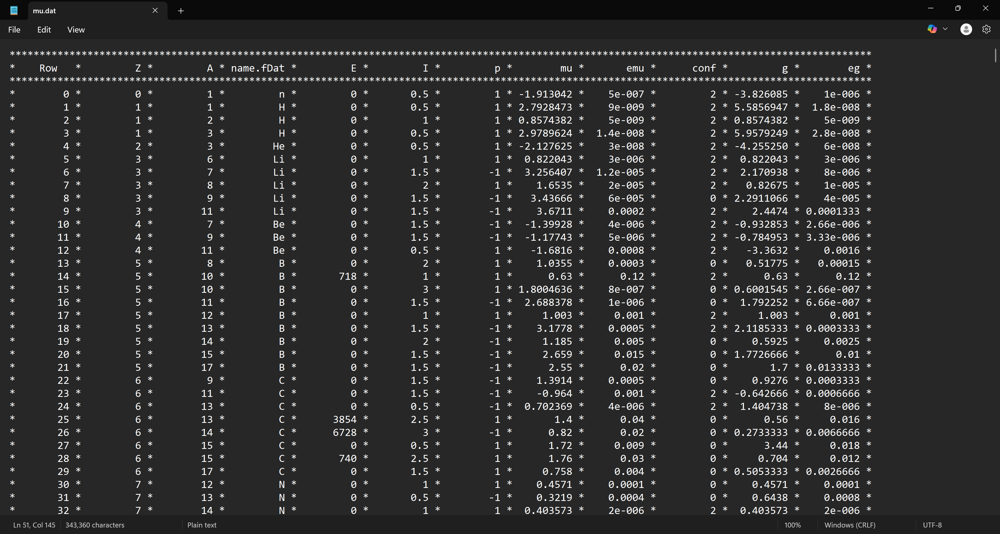 mu.dat
File Edit View
************************************************************************************************************************************************
* Row * Z * A * name.fDat * E * I * p * mu * emu * conf * g * eg *
************************************************************************************************************************************************
* 0 * 0 * 1 * n * 0 * 0.5 * 1 * -1.913042 * 5e-007 * 2 * -3.826085 * 1e-006 *
* 1 * 1 * 1 * H * 0 * 0.5 * 1 * 2.7928473 * 9e-009 * 2 * 5.5856947 * 1.8e-008 *
* 2 * 1 * 2 * H * 0 * 1 * 1 * 0.8574382 * 5e-009 * 2 * 0.8574382 * 5e-009 *
* 3 * 1 * 3 * H * 0 * 0.5 * 1 * 2.9789624 * 1.4e-008 * 2 * 5.9579249 * 2.8e-008 *
* 4 * 2 * 3 * He * 0 * 0.5 * 1 * -2.127625 * 3e-008 * 2 * -4.255250 * 6e-008 *
* 5 * 3 * 6 * Li * 0 * 1 * 1 * 0.822043 * 3e-006 * 2 * 0.822043 * 3e-006 *
* 6 * 3 * 7 * Li * 0 * 1.5 * -1 * 3.256407 * 1.2e-005 * 2 * 2.170938 * 8e-006 *
* 7 * 3 * 8 * Li * 0 * 2 * 1 * 1.6535 * 2e-005 * 2 * 0.82675 * 1e-005 *
* 8 * 3 * 9 * Li * 0 * 1.5 * -1 * 3.43666 * 6e-005 * 0 * 2.2911066 * 4e-005 *
* 9 * 3 * 11 * Li * 0 * 1.5 * -1 * 3.6711 * 0.0002 * 2 * 2.4474 * 0.0001333 *
* 10 * 4 * 7 * Be * 0 * 1.5 * -1 * -1.39928 * 4e-006 * 2 * -0.932853 * 2.66e-006 *
* 11 * 4 * 9 * Be * 0 * 1.5 * -1 * -1.17743 * 5e-006 * 2 * -0.784953 * 3.33e-006 *
* 12 * 4 * 11 * Be * 0 * 0.5 * 1 * -1.6816 * 0.0008 * 2 * -3.3632 * 0.0016 *
* 13 * 5 * 8 * B * 0 * 2 * 1 * 1.0355 * 0.0003 * 0 * 0.51775 * 0.00015 *
* 14 * 5 * 10 * B * 718 * 1 * 1 * 0.63 * 0.12 * 2 * 0.63 * 0.12 *
* 15 * 5 * 10 * B * 0 * 3 * 1 * 1.8004636 * 8e-007 * 0 * 0.6001545 * 2.66e-007 *
* 16 * 5 * 11 * B * 0 * 1.5 * -1 * 2.688378 * 1e-006 * 0 * 1.792252 * 6.66e-007 *
* 17 * 5 * 12 * B * 0 * 1 * 1 * 1.003 * 0.001 * 2 * 1.003 * 0.001 *
* 18 * 5 * 13 * B * 0 * 1.5 * -1 * 3.1778 * 0.0005 * 2 * 2.1185333 * 0.0003333 *
* 19 * 5 * 14 * B * 0 * 2 * -1 * 1.185 * 0.005 * 0 * 0.5925 * 0.0025 *
* 20 * 5 * 15 * B * 0 * 1.5 * -1 * 2.659 * 0.015 * 0 * 1.7726666 * 0.01 *
* 21 * 5 * 17 * B * 0 * 1.5 * -1 * 2.55 * 0.02 * 0 * 1.7 * 0.0133333 *
* 22 * 6 * 9 * C * 0 * 1.5 * -1 * 1.3914 * 0.0005 * 0 * 0.9276 * 0.0003333 *
* 23 * 6 * 11 * C * 0 * 1.5 * -1 * -0.964 * 0.001 * 2 * -0.642666 * 0.0006666 *
* 24 * 6 * 13 * C * 0 * 0.5 * -1 * 0.702369 * 4e-006 * 2 * 1.404738 * 8e-006 *
* 25 * 6 * 13 * C * 3854 * 2.5 * 1 * 1.4 * 0.04 * 0 * 0.56 * 0.016 *
* 26 * 6 * 14 * C * 6728 * 3 * -1 * 0.82 * 0.02 * 0 * 0.2733333 * 0.0066666 *
* 27 * 6 * 15 * C * 0 * 0.5 * 1 * 1.72 * 0.009 * 0 * 3.44 * 0.018 *
* 28 * 6 * 15 * C * 740 * 2.5 * 1 * 1.76 * 0.03 * 0 * 0.704 * 0.012 *
* 29 * 6 * 17 * C * 0 * 1.5 * 1 * 0.758 * 0.004 * 0 * 0.5053333 * 0.0026666 *
* 30 * 7 * 12 * N * 0 * 1 * 1 * 0.4571 * 0.0001 * 0 * 0.4571 * 0.0001 *
* 31 * 7 * 13 * N * 0 * 0.5 * -1 * 0.3219 * 0.0004 * 0 * 0.6438 * 0.0008 *
* 32 * 7 * 14 * N * 0 * 1 * 1 * 0.403573 * 2e-006 * 2 * 0.403573 * 2e-006 *
Ln 51, Col 145 343,360 characters Plain text 100% Windows (CRLF) UTF-8